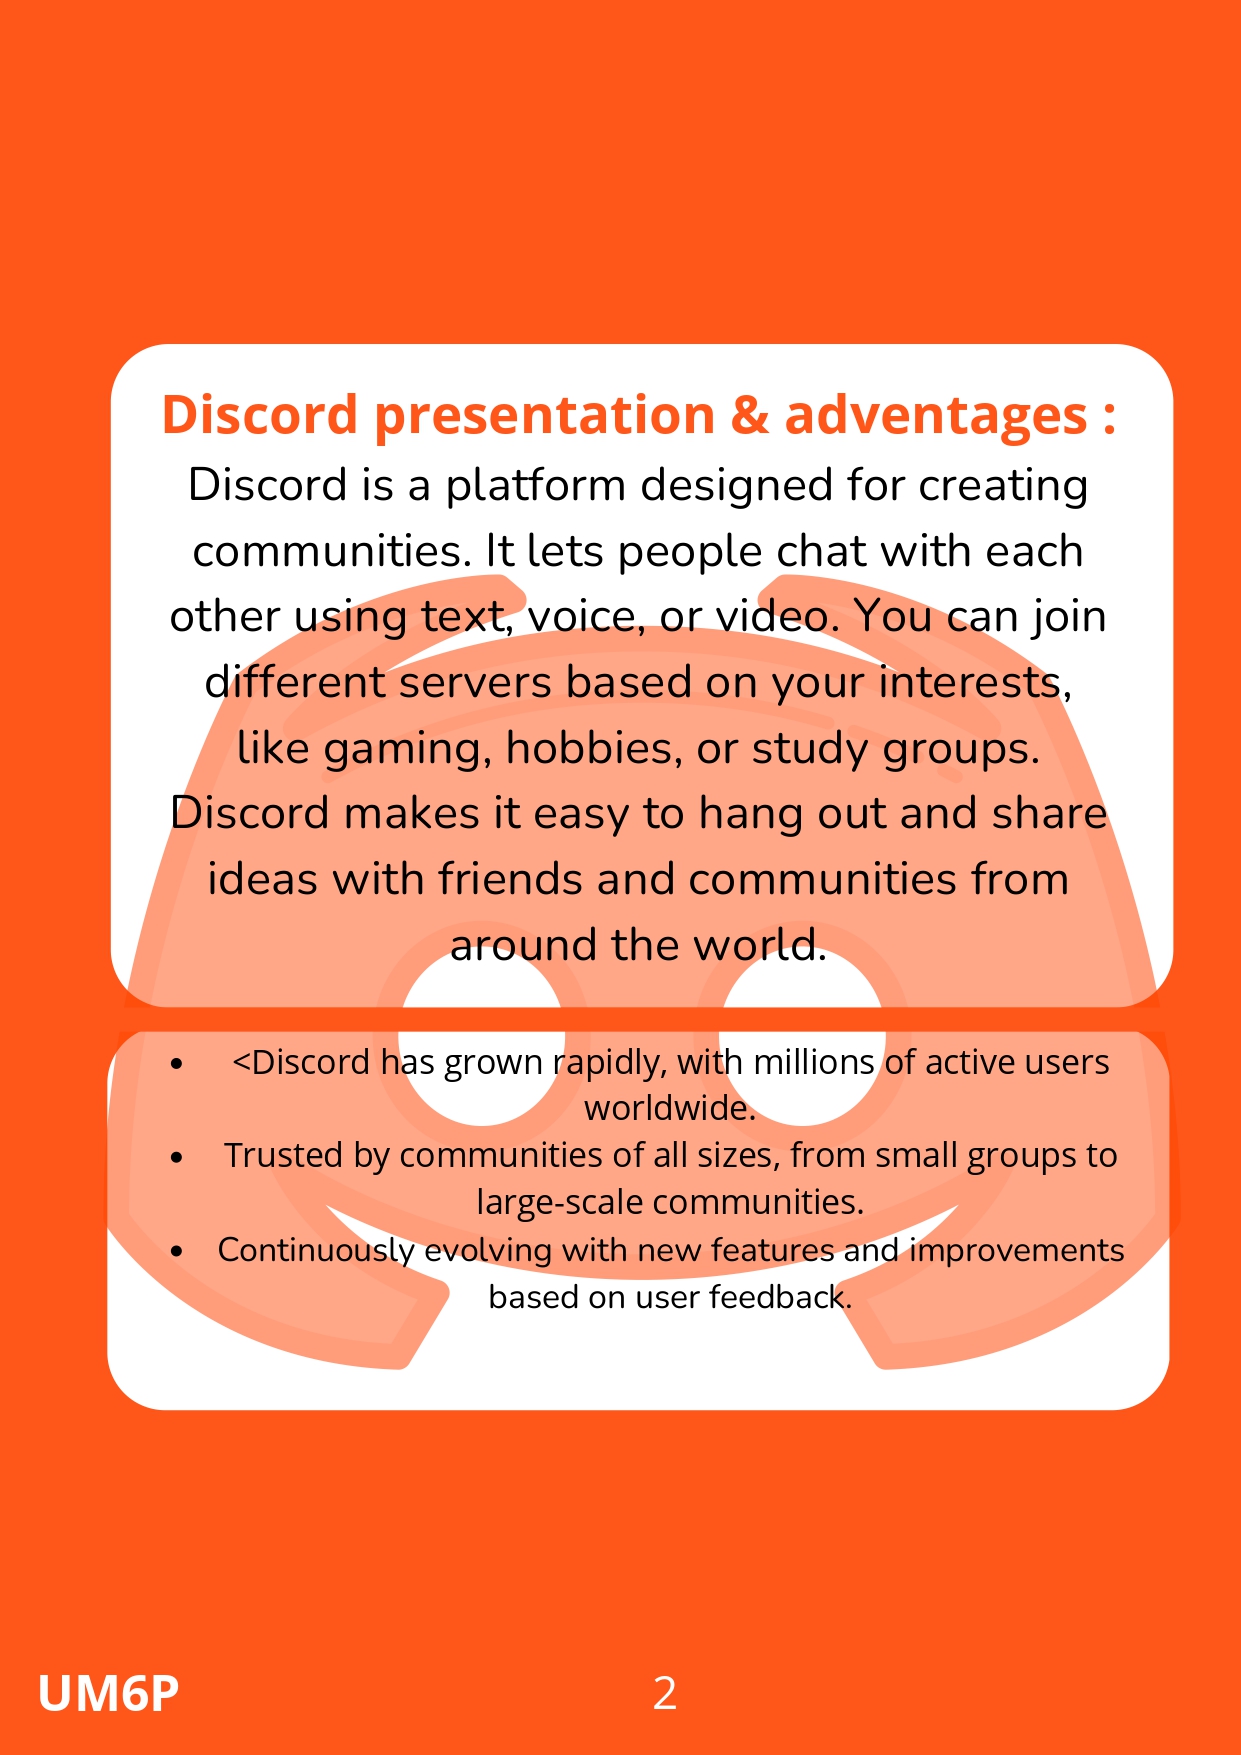 Discord presentation & adventages :
Discord is a platform designed for creating
communities. It lets people chat with each
other using text, voice, or video. You can join
different servers based on your interests,
like gaming, hobbies, or study groups.
Discord makes it easy to hang out and share
ideas with friends and communities from
around the world.
• <Discord has grown rapidly, with millions of active users
worldwide.
• Trusted by communities of all sizes, from small groups to
large-scale communities.
• Continuously evolving with new features and improvements
based on user feedback.
UM6P
2